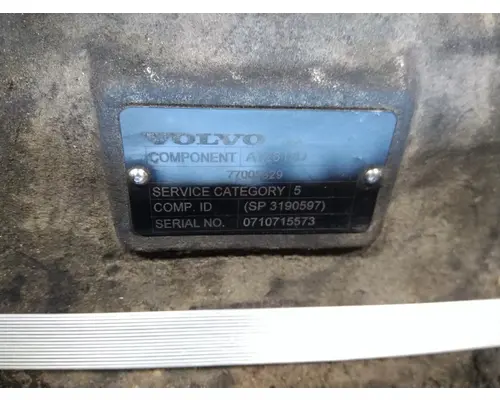 VOLVO
COMPONENT
SERVICE CATEGORY 5
COMP. ID (SP 3190597)
SERIAL NO. 0710715573